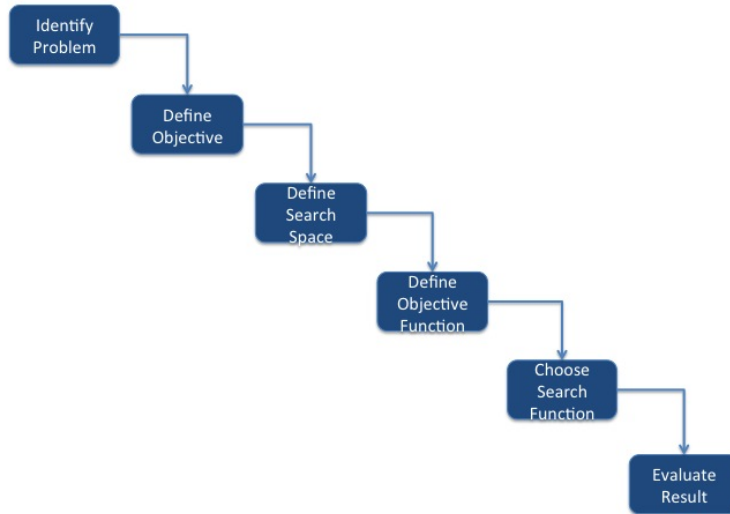 Identify
Problem
Define
Objective
Define
Search
Space
Define
Objective
Function
Choose
Search
Function
Evaluate
Result